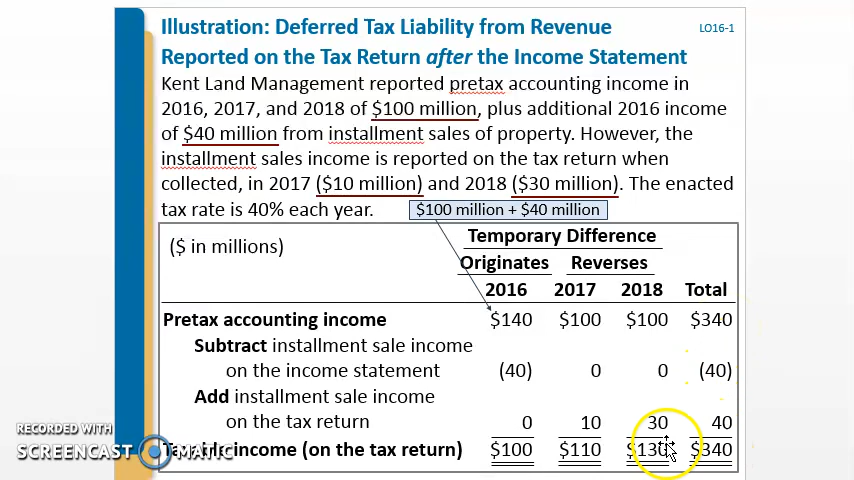 Illustration: Deferred Tax Liability from Revenue
LO16-1
Reported on the Tax Return after the Income Statement
Kent Land Management reported pretax accounting income in
2016, 2017, and 2018 of $100 million, plus additional 2016 income
of $40 million from installment sales of property. However, the
installment sales income is reported on the tax return when
collected, in 2017 ($10 million) and 2018 ($30 million). The enacted
tax rate is 40% each year.
$100 million + $40 million
($ in millions)
Temporary Difference
Originates Reverses
2016 2017 2018 Total
Pretax accounting income $140 $100 $100 $340
Subtract installment sale income
on the income statement (40) 0 0 (40)
Add installment sale income
on the tax return 0 10 30 40
Taxable income (on the tax return) $100 $110 $130 $340
RECORDED WITH
SCREENCAST MATIC